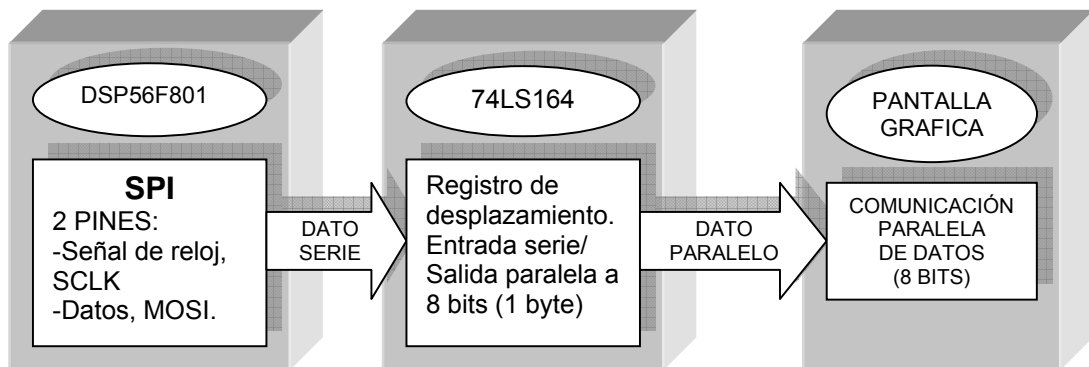 DSP56F801
SPI
2 PINES:
-Señal de reloj,
SCLK
-Datos, MOSI.
DATO
SERIE
74LS164
Registro de
desplazamiento.
Entrada serie/
Salida paralela a
8 bits (1 byte)
DATO
PARALELO
PANTALLA
GRAFICA
COMUNICACIÓN
PARALELA
DE DATOS
(8 BITS)